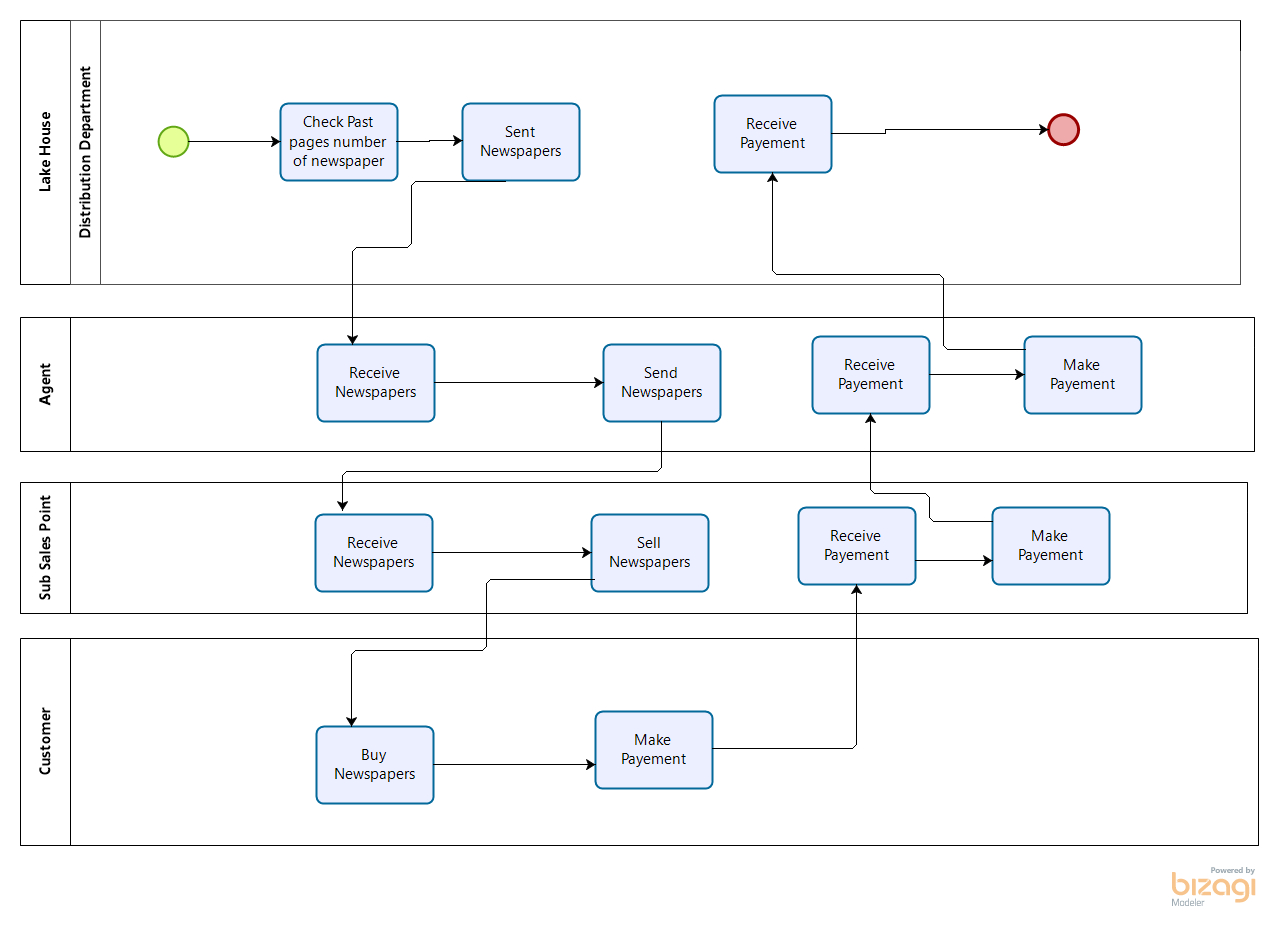 Lake House
Distribution Department
Check Past
pages number
of newspaper
Sent
Newspapers
Receive
Payement
Agent
Receive
Newspapers
Send
Newspapers
Receive
Payement
Make
Payement
Sub Sales Point
Receive
Newspapers
Sell
Newspapers
Receive
Payement
Make
Payement
Customer
Buy
Newspapers
Make
Payement
Powered by
bizagi
Modeler